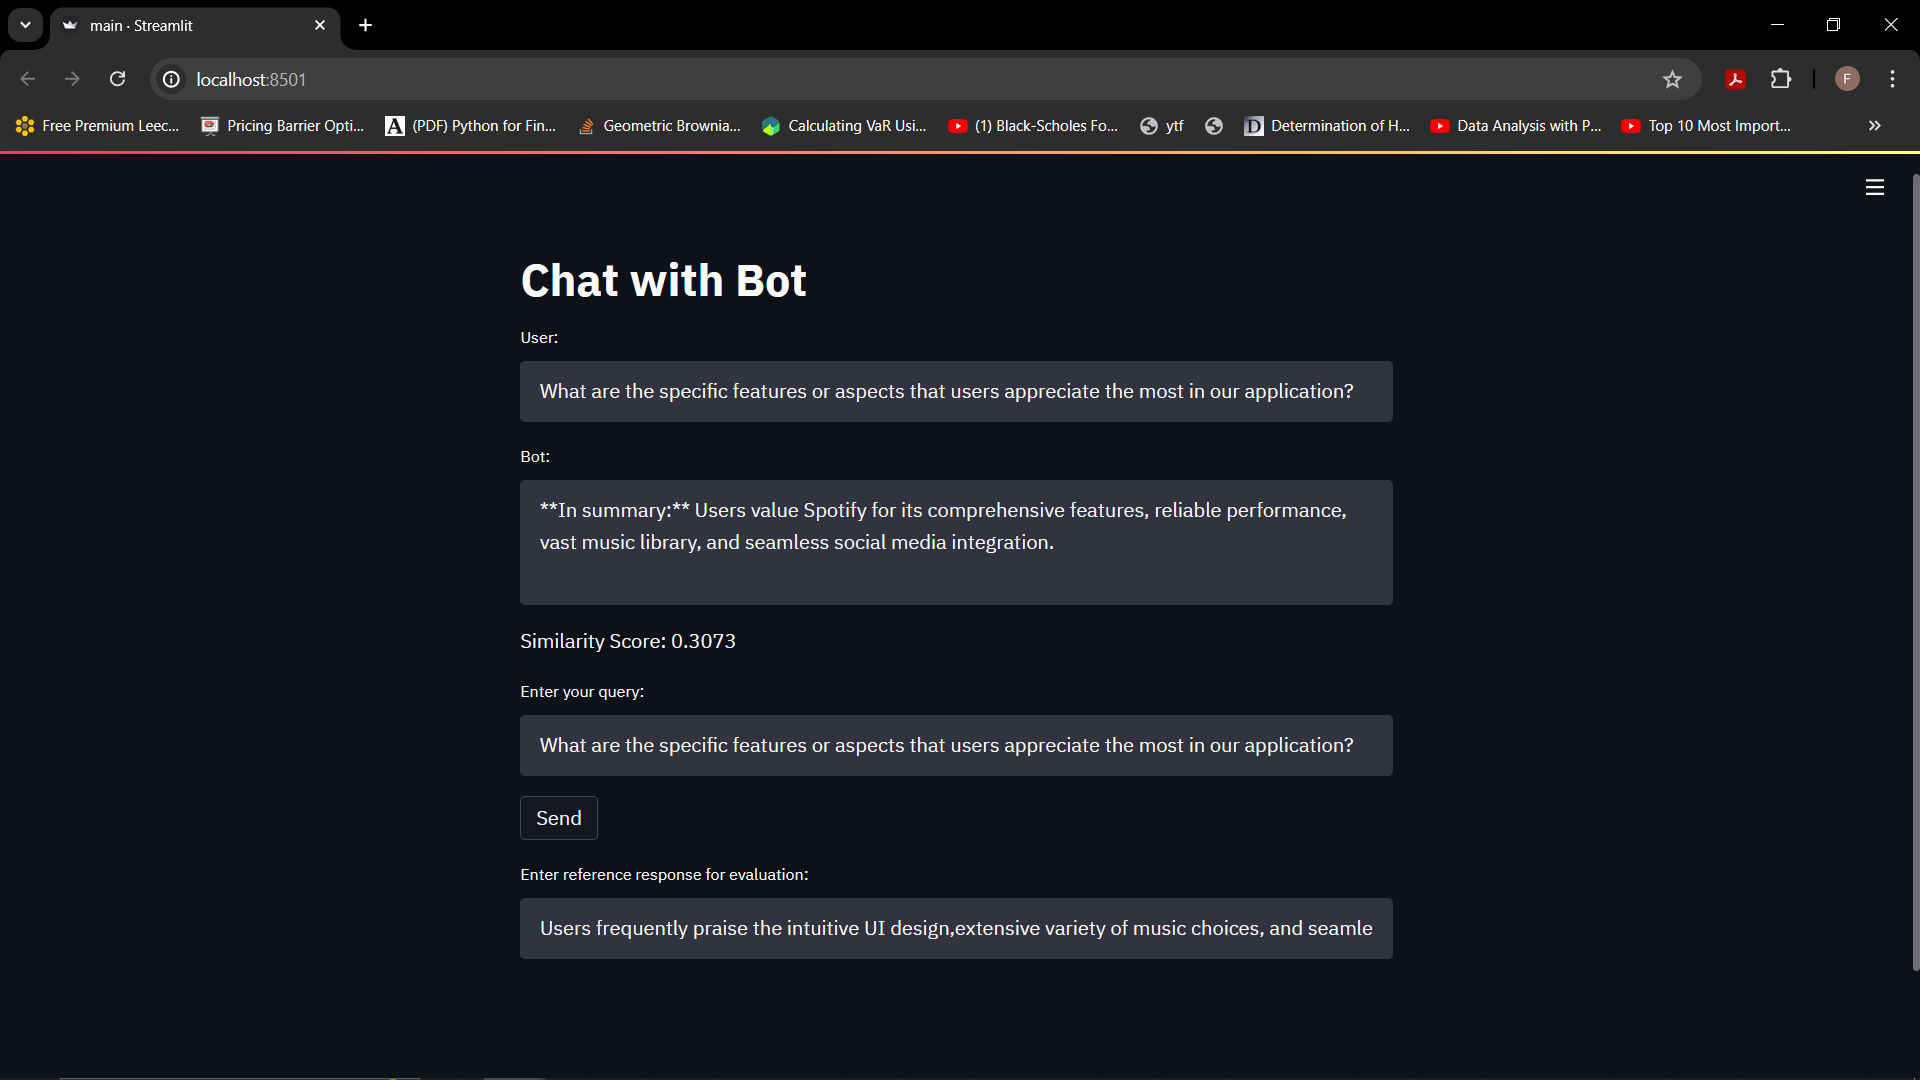 main · Streamlit
localhost:8501
F
Free Premium Leec...
Pricing Barrier Opti...
A (PDF) Python for Fin...
Geometric Brownia...
Calculating VaR Usi...
(1) Black-Scholes Fo...
ytf
D Determination of H...
Data Analysis with P...
Top 10 Most Import...
Chat with Bot
User:
What are the specific features or aspects that users appreciate the most in our application?
Bot:
**In summary:** Users value Spotify for its comprehensive features, reliable performance,
vast music library, and seamless social media integration.
Similarity Score: 0.3073
Enter your query:
What are the specific features or aspects that users appreciate the most in our application?
Send
Enter reference response for evaluation:
Users frequently praise the intuitive UI design,extensive variety of music choices, and seamle